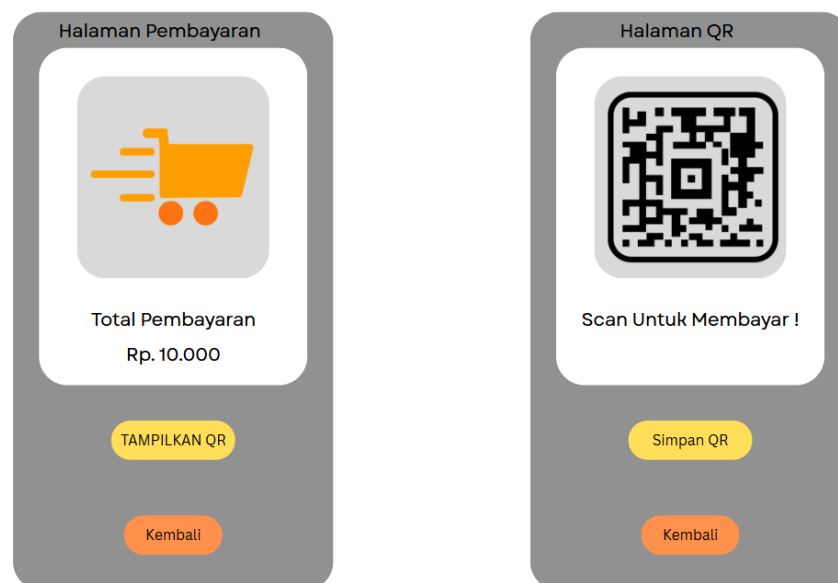 Halaman Pembayaran
Total Pembayaran
Rp. 10.000
TAMPILKAN QR
Kembali
Halaman QR
Scan Untuk Membayar !
Simpan QR
Kembali